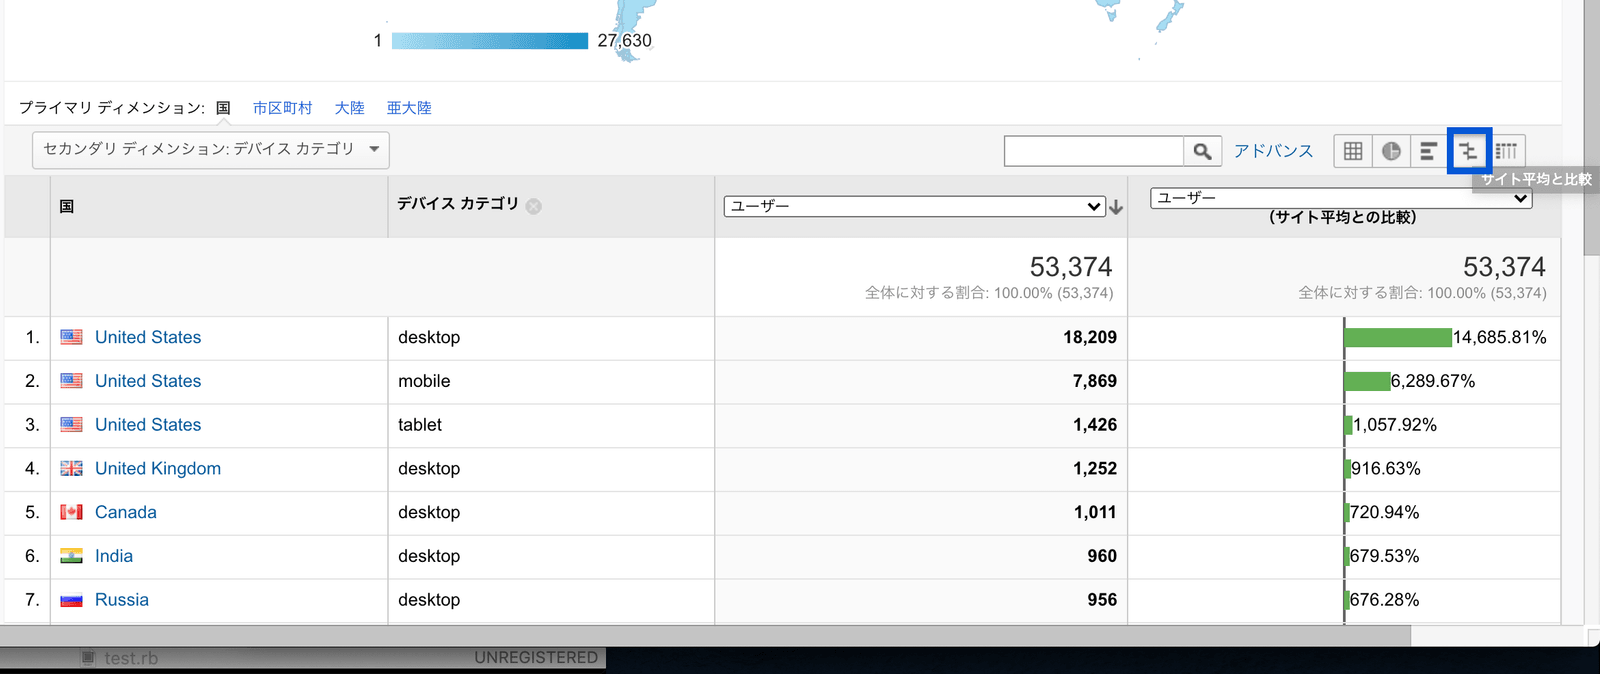 1 27,630
プライマリ ディメンション: 国 市区町村 大陸 亜大陸
セカンダリ ディメンション: デバイス カテゴリ アドバンス
サイト平均と比較
国 デバイス カテゴリ ユーザー ユーザー
(サイト平均との比較)
53,374 53,374
全体に対する割合: 100.00% (53,374) 全体に対する割合: 100.00% (53,374)
1. United States desktop 18,209 14,685.81%
2. United States mobile 7,869 6,289.67%
3. United States tablet 1,426 1,057.92%
4. United Kingdom desktop 1,252 916.63%
5. Canada desktop 1,011 720.94%
6. India desktop 960 679.53%
7. Russia desktop 956 676.28%
test.rb UNREGISTERED